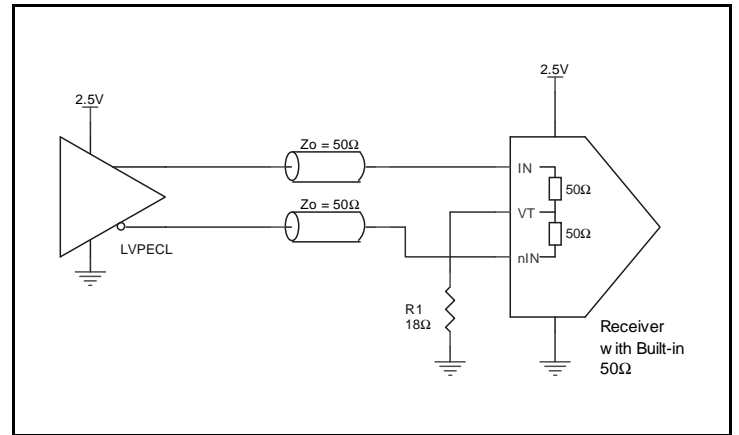 2.5V
2.5V
Zo = 50Ω
IN
50Ω
Zo = 50Ω
VT
50Ω
nIN
LVPECL
R1
18Ω
Receiver
with Built-in
50Ω